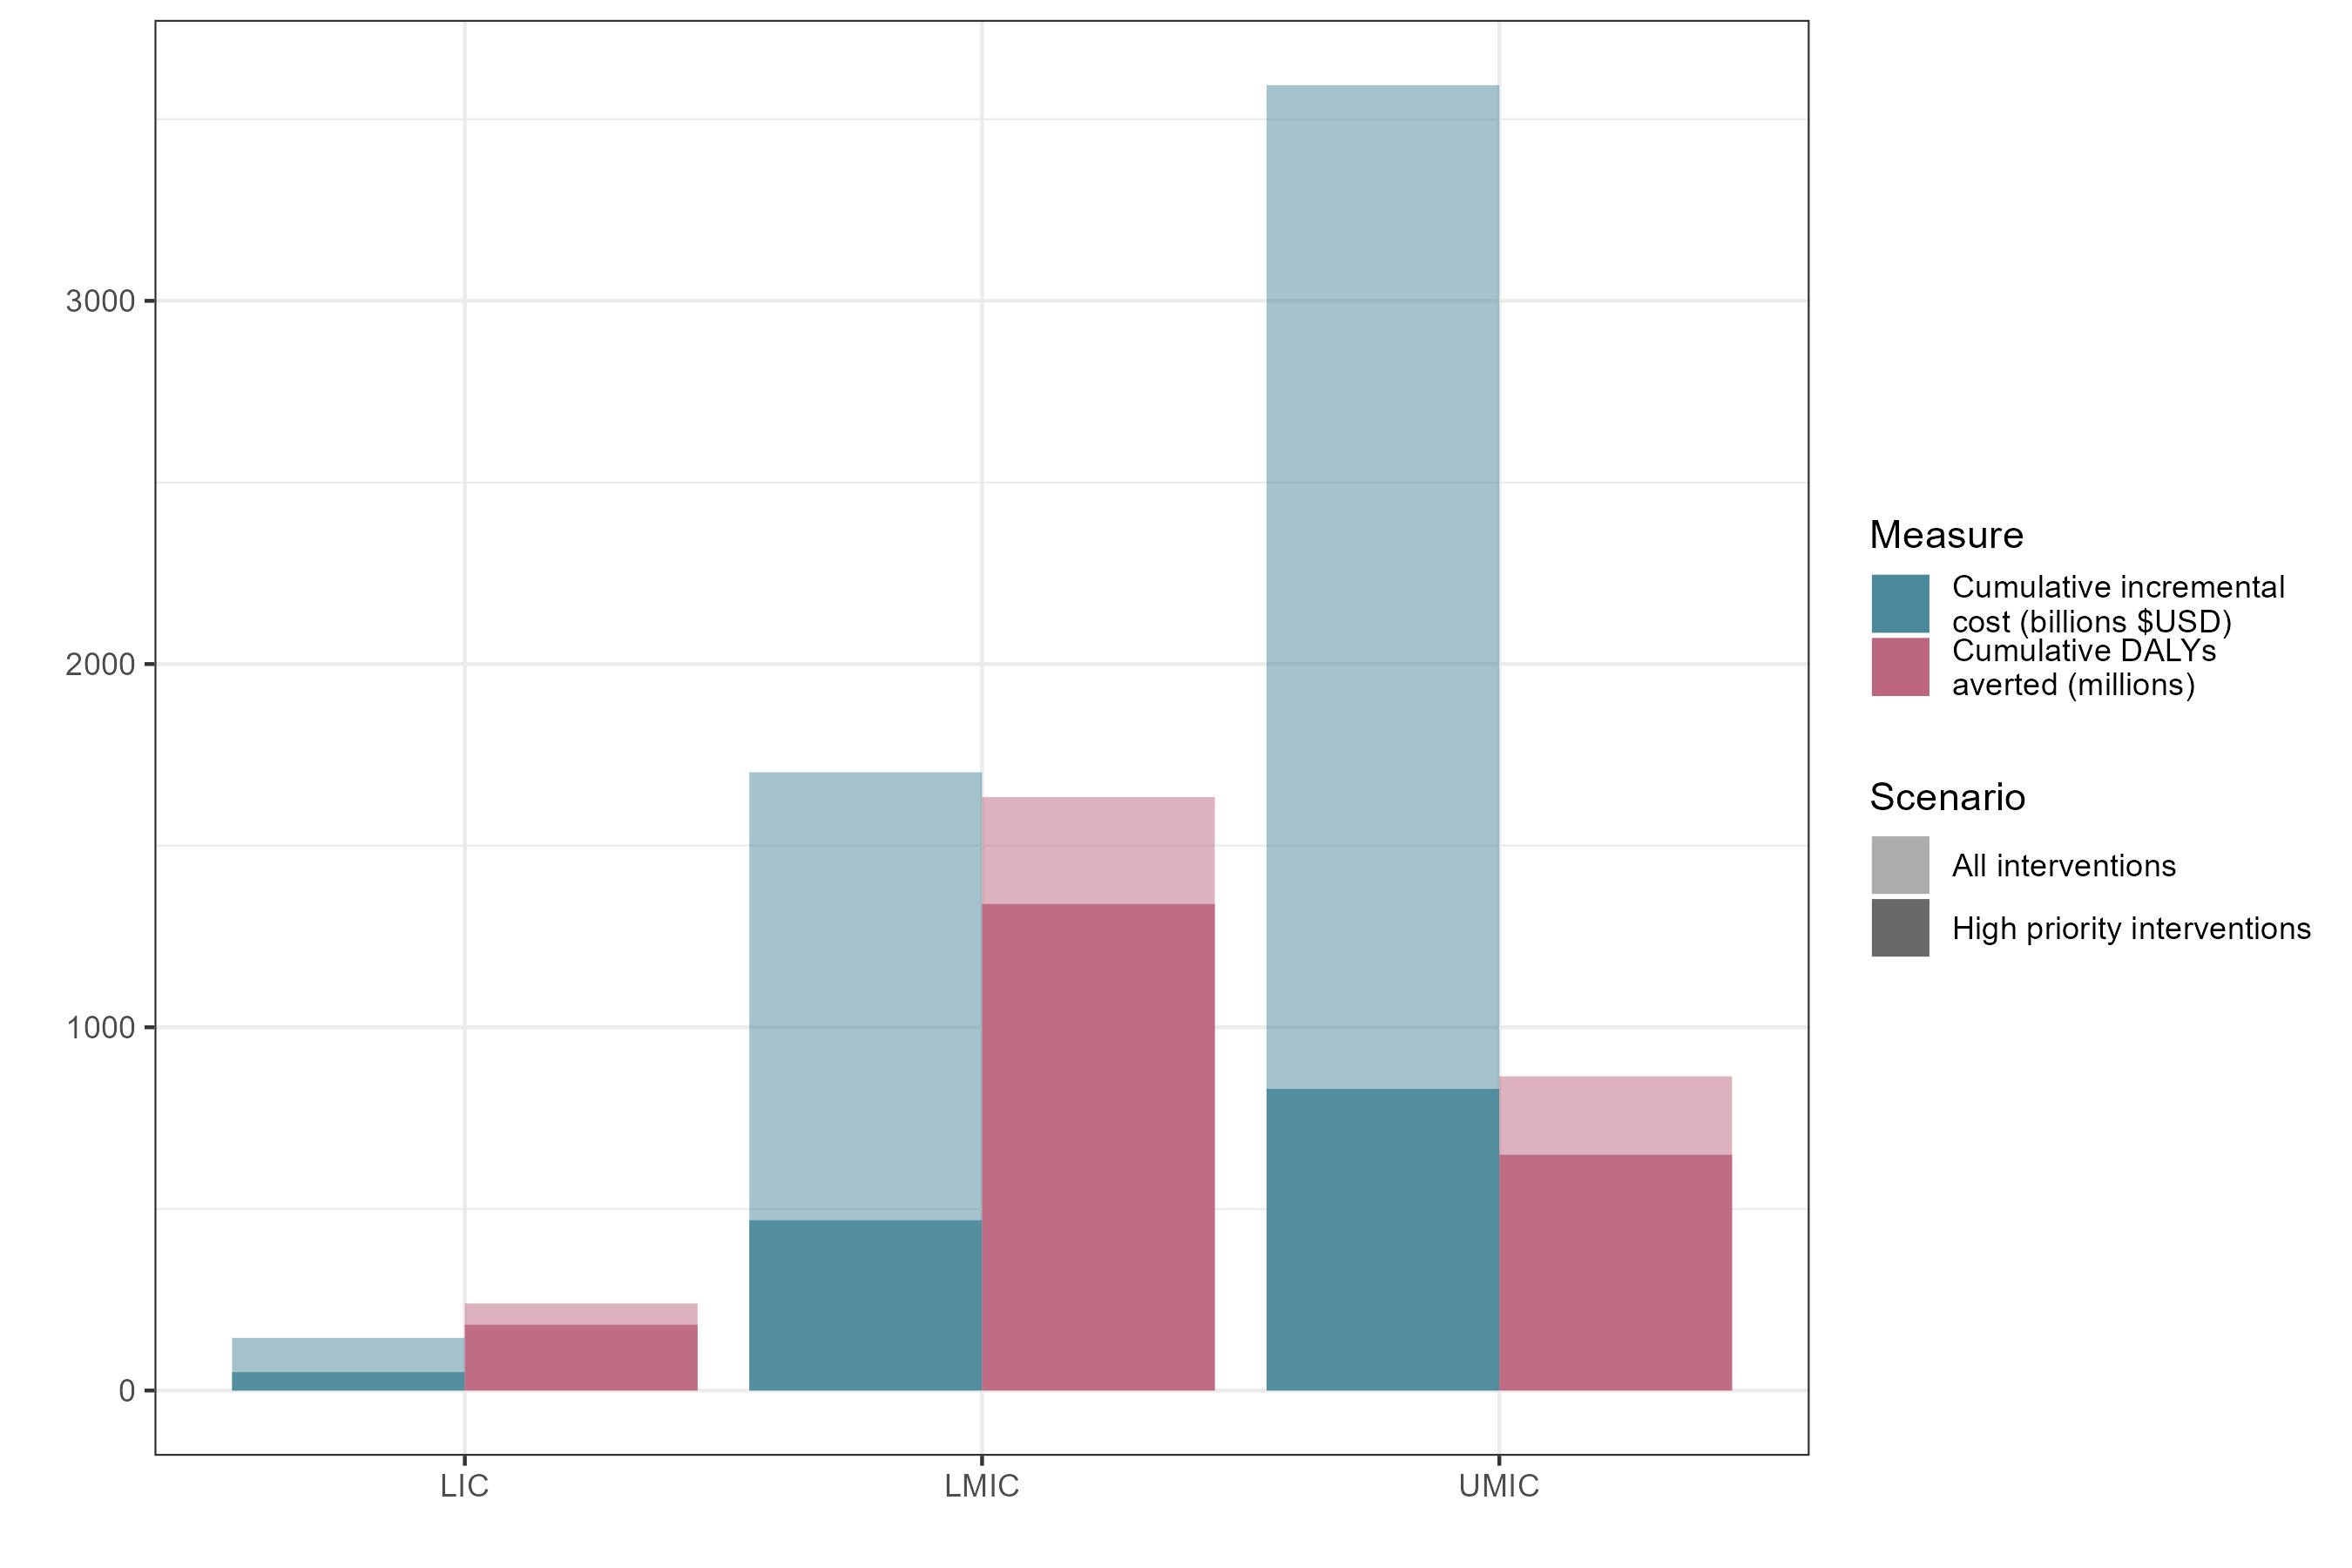 3000
2000
1000
0
LIC
LMIC
UMIC
Measure
Cumulative incremental
cost (billions $USD)
Cumulative DALYs
averted (millions)
Scenario
All interventions
High priority interventions